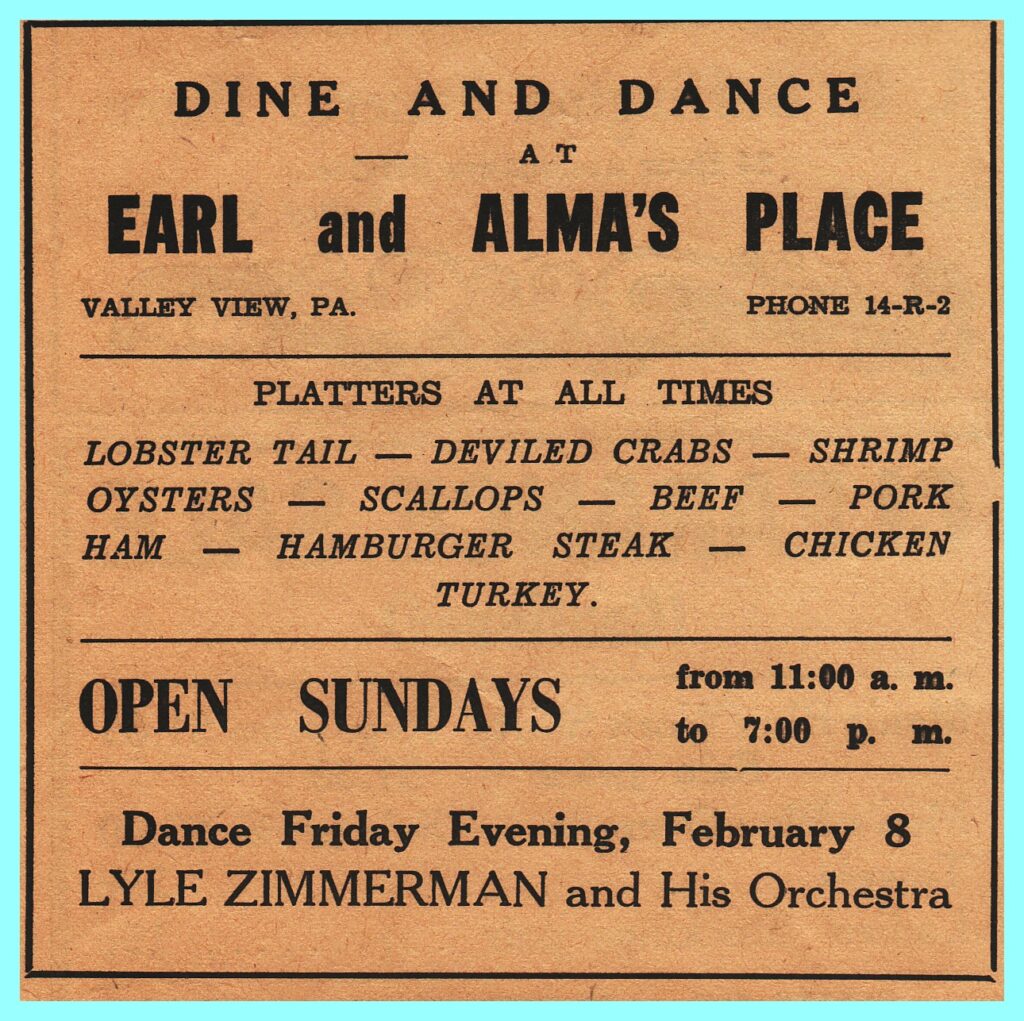 DINE AND DANCE
— AT
EARL and ALMA'S PLACE
VALLEY VIEW, PA. PHONE 14-R-2
PLATTERS AT ALL TIMES
LOBSTER TAIL — DEVILED CRABS — SHRIMP
OYSTERS — SCALLOPS — BEEF — PORK
HAM — HAMBURGER STEAK — CHICKEN
TURKEY.
OPEN SUNDAYS from 11:00 a. m.
to 7:00 p. m.
Dance Friday Evening, February 8
LYLE ZIMMERMAN and His Orchestra